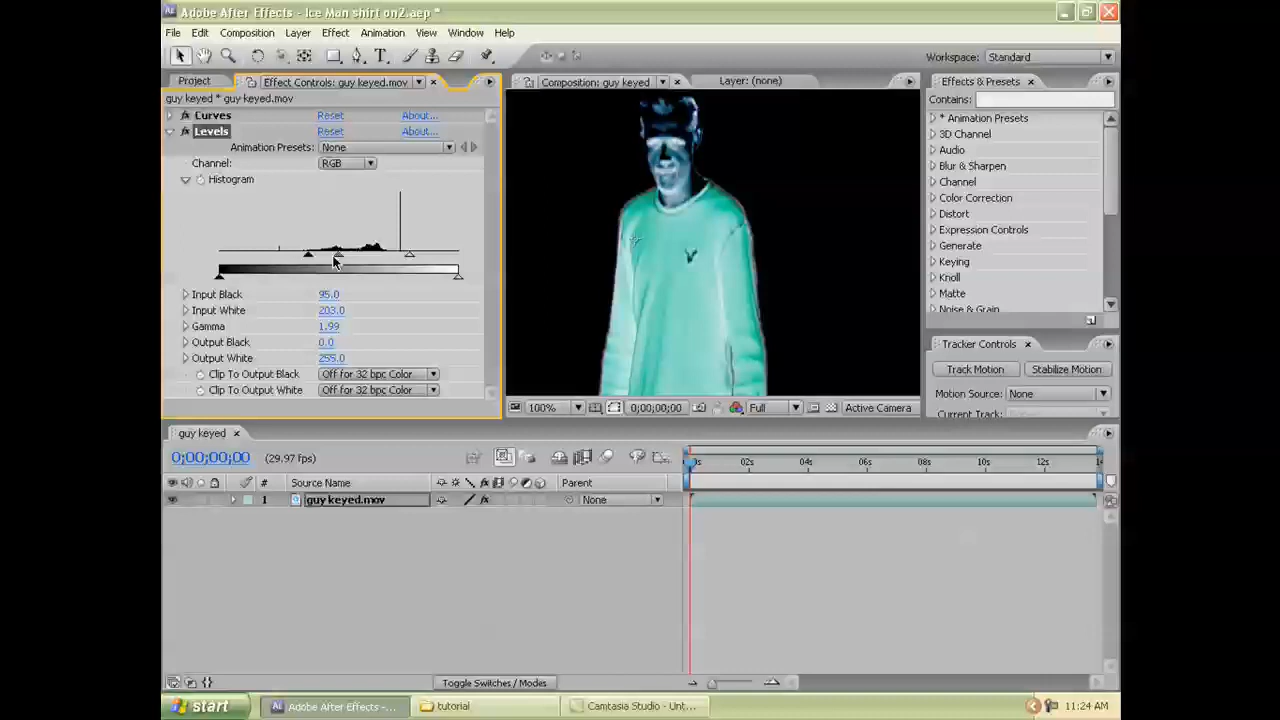 Adobe After Effects - Ice Man shirt on2.aep *
File Edit Composition Layer Effect Animation View Window Help
Workspace: Standard
Project Effect Controls: guy keyed.mov
guy keyed * guy keyed.mov
Curves Reset About...
Levels Reset About...
Animation Presets: None
Channel: RGB
Histogram
Input Black 95.0
Input White 203.0
Gamma 1.99
Output Black 0.0
Output White 255.0
Clip To Output Black Off for 32 bpc Color
Clip To Output White Off for 32 bpc Color
Composition: guy keyed Layer: (none)
100% 0;00;00;00 Full Active Camera
Effects & Presets
Contains:
* Animation Presets
3D Channel
Audio
Blur & Sharpen
Channel
Color Correction
Distort
Expression Controls
Generate
Keying
Knoll
Matte
Noise & Grain
Tracker Controls
Track Motion Stabilize Motion
Motion Source: None
Current Track:
guy keyed
0;00;00;00 (29.97 fps)
# Source Name Parent
1 guy keyed.mov None
02s 04s 06s 08s 10s 12s
Toggle Switches / Modes
start Adobe After Effects -... tutorial Camtasia Studio - Unt... 11:24 AM